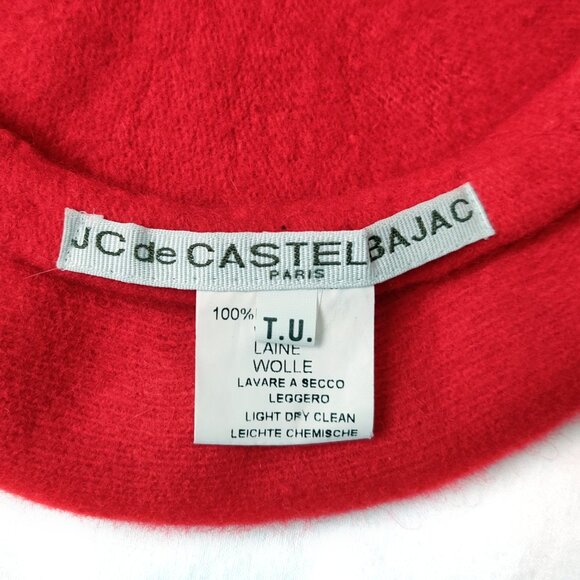 JC de CASTELBAJAC
PARIS
100%
T.U.
LAINE
WOLLE
LAVARE A SECCO
LEGGERO
LIGHT DRY CLEAN
LEICHTE CHEMISCHE